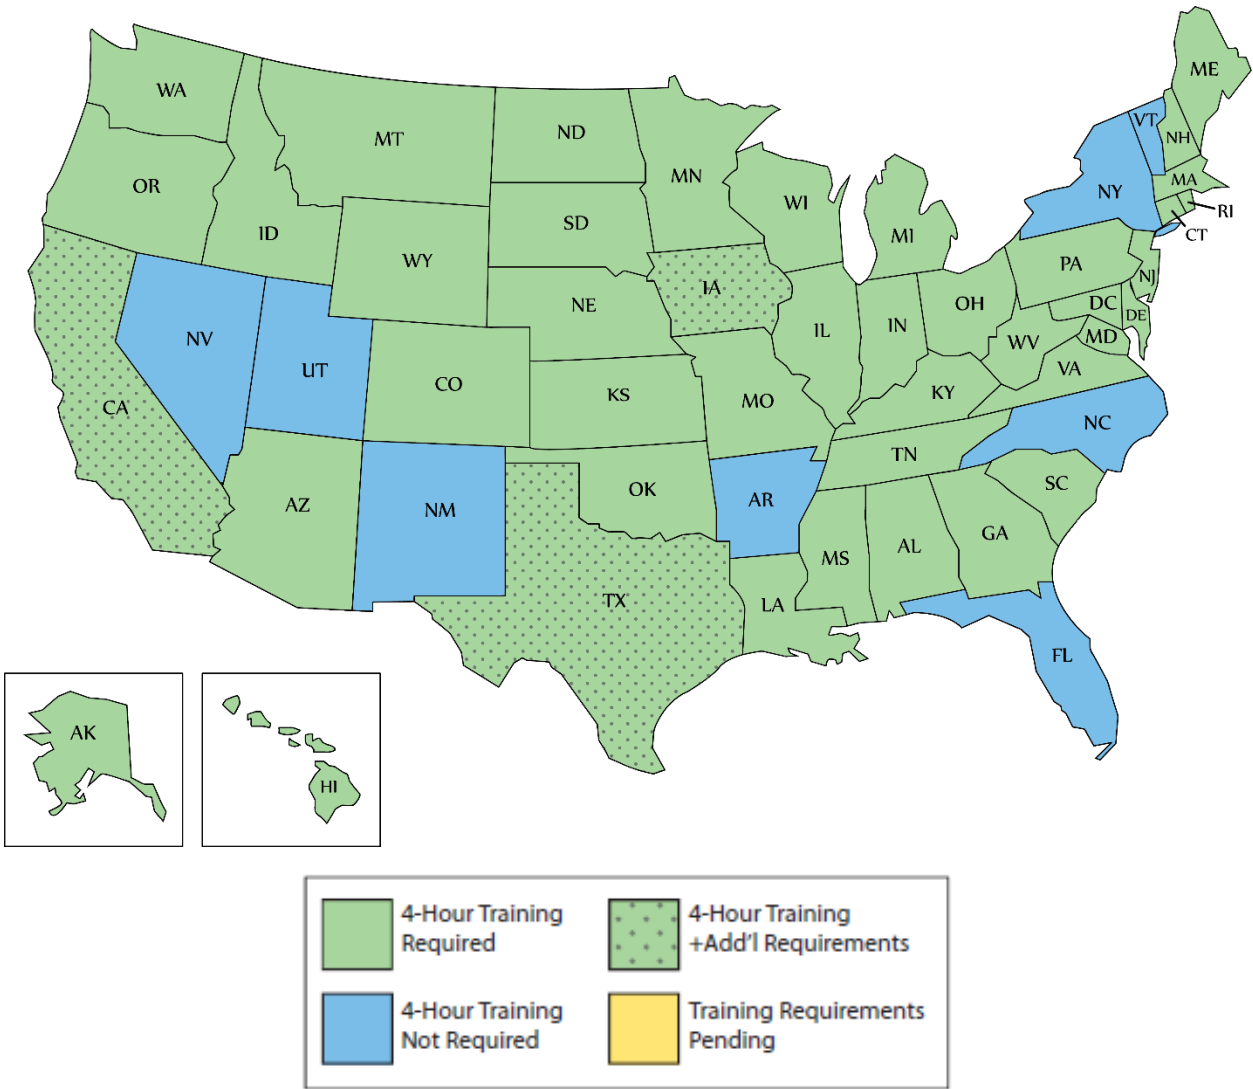 WA
MT
ND
MN
ME
VT
NH
OR
ID
SD
WI
MI
NY
MA
RI
CT
WY
IA
NE
PA
NJ
NV
UT
CO
KS
MO
IL
IN
OH
WV
DC
DE
MD
VA
KY
CA
AZ
NM
OK
AR
TN
NC
SC
TX
LA
MS
AL
GA
FL
AK
HI
4-Hour Training
Required
4-Hour Training
+Add'l Requirements
4-Hour Training
Not Required
Training Requirements
Pending